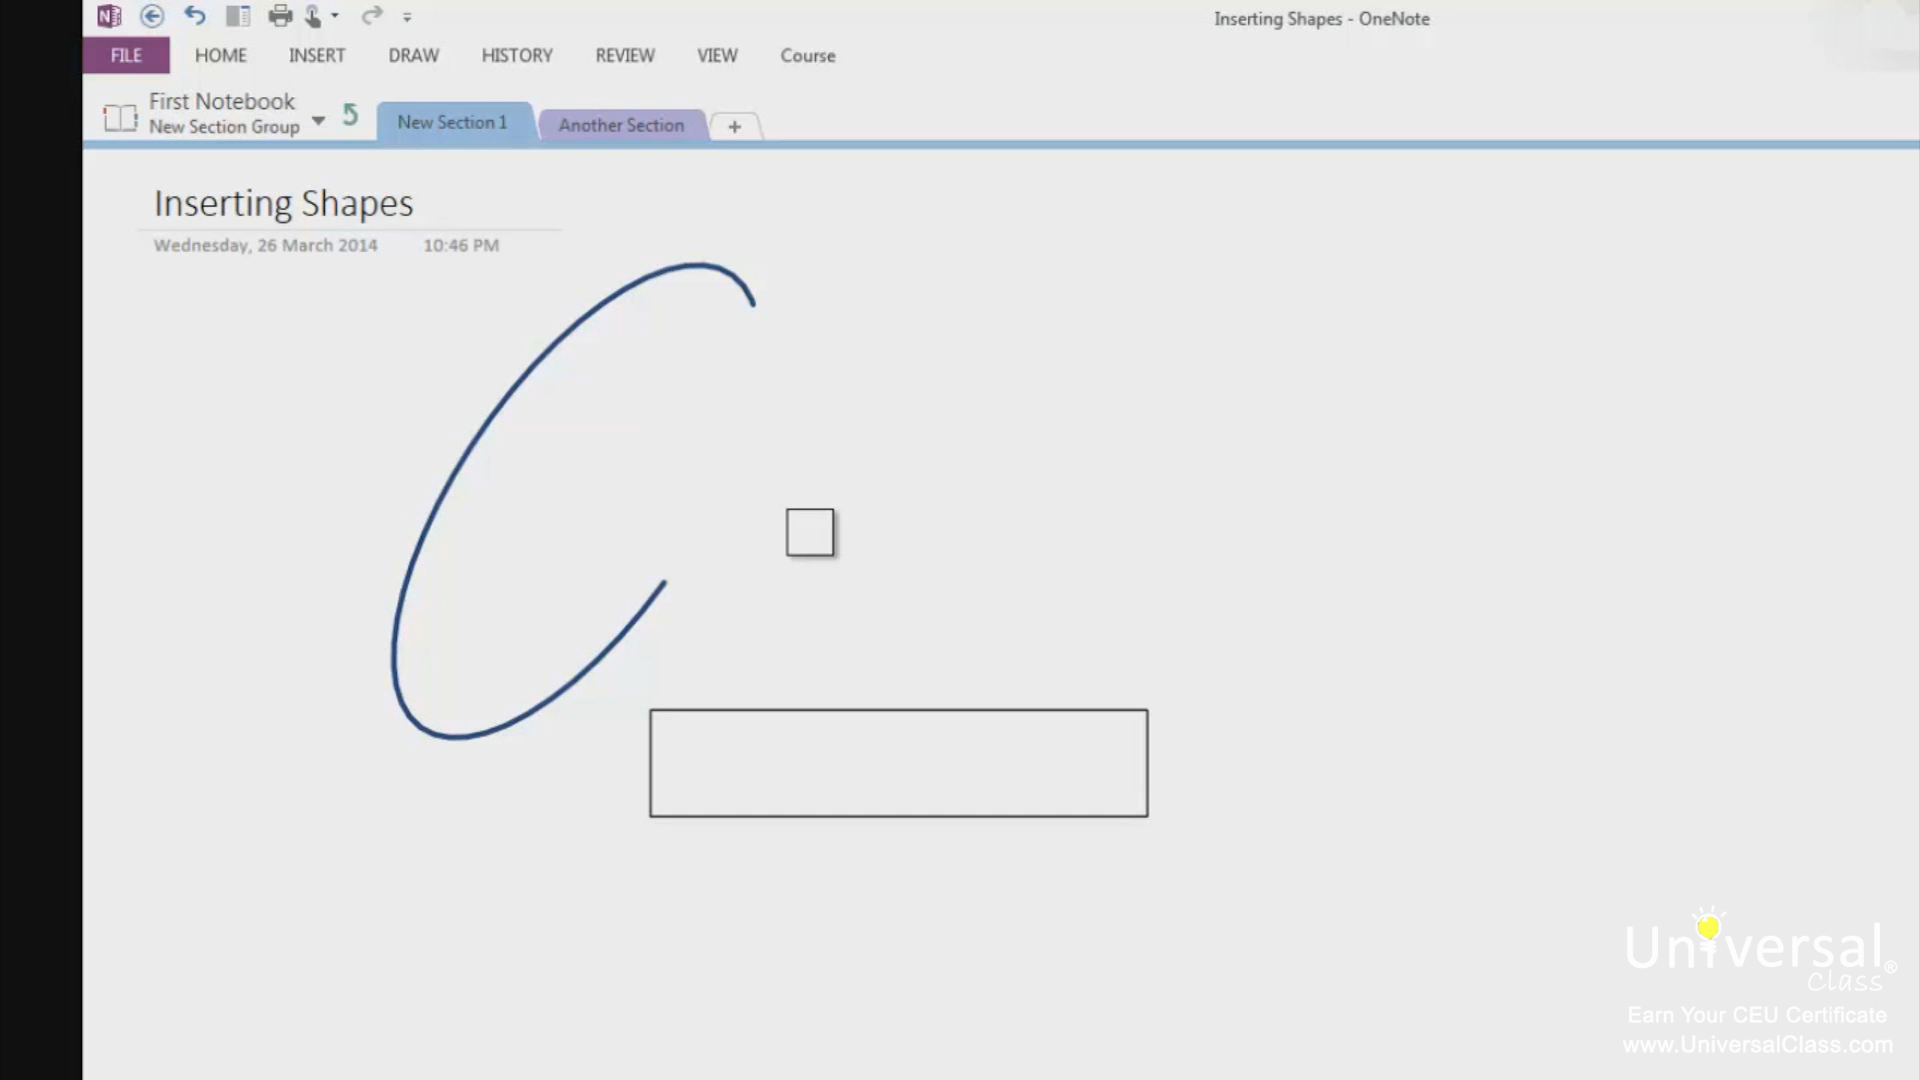 Inserting Shapes - OneNote
FILE HOME INSERT DRAW HISTORY REVIEW VIEW Course
First Notebook
New Section Group
New Section 1
Another Section
+
Inserting Shapes
Wednesday, 26 March 2014 10:46 PM
Universal
Class®
Earn Your CEU Certificate
www.UniversalClass.com